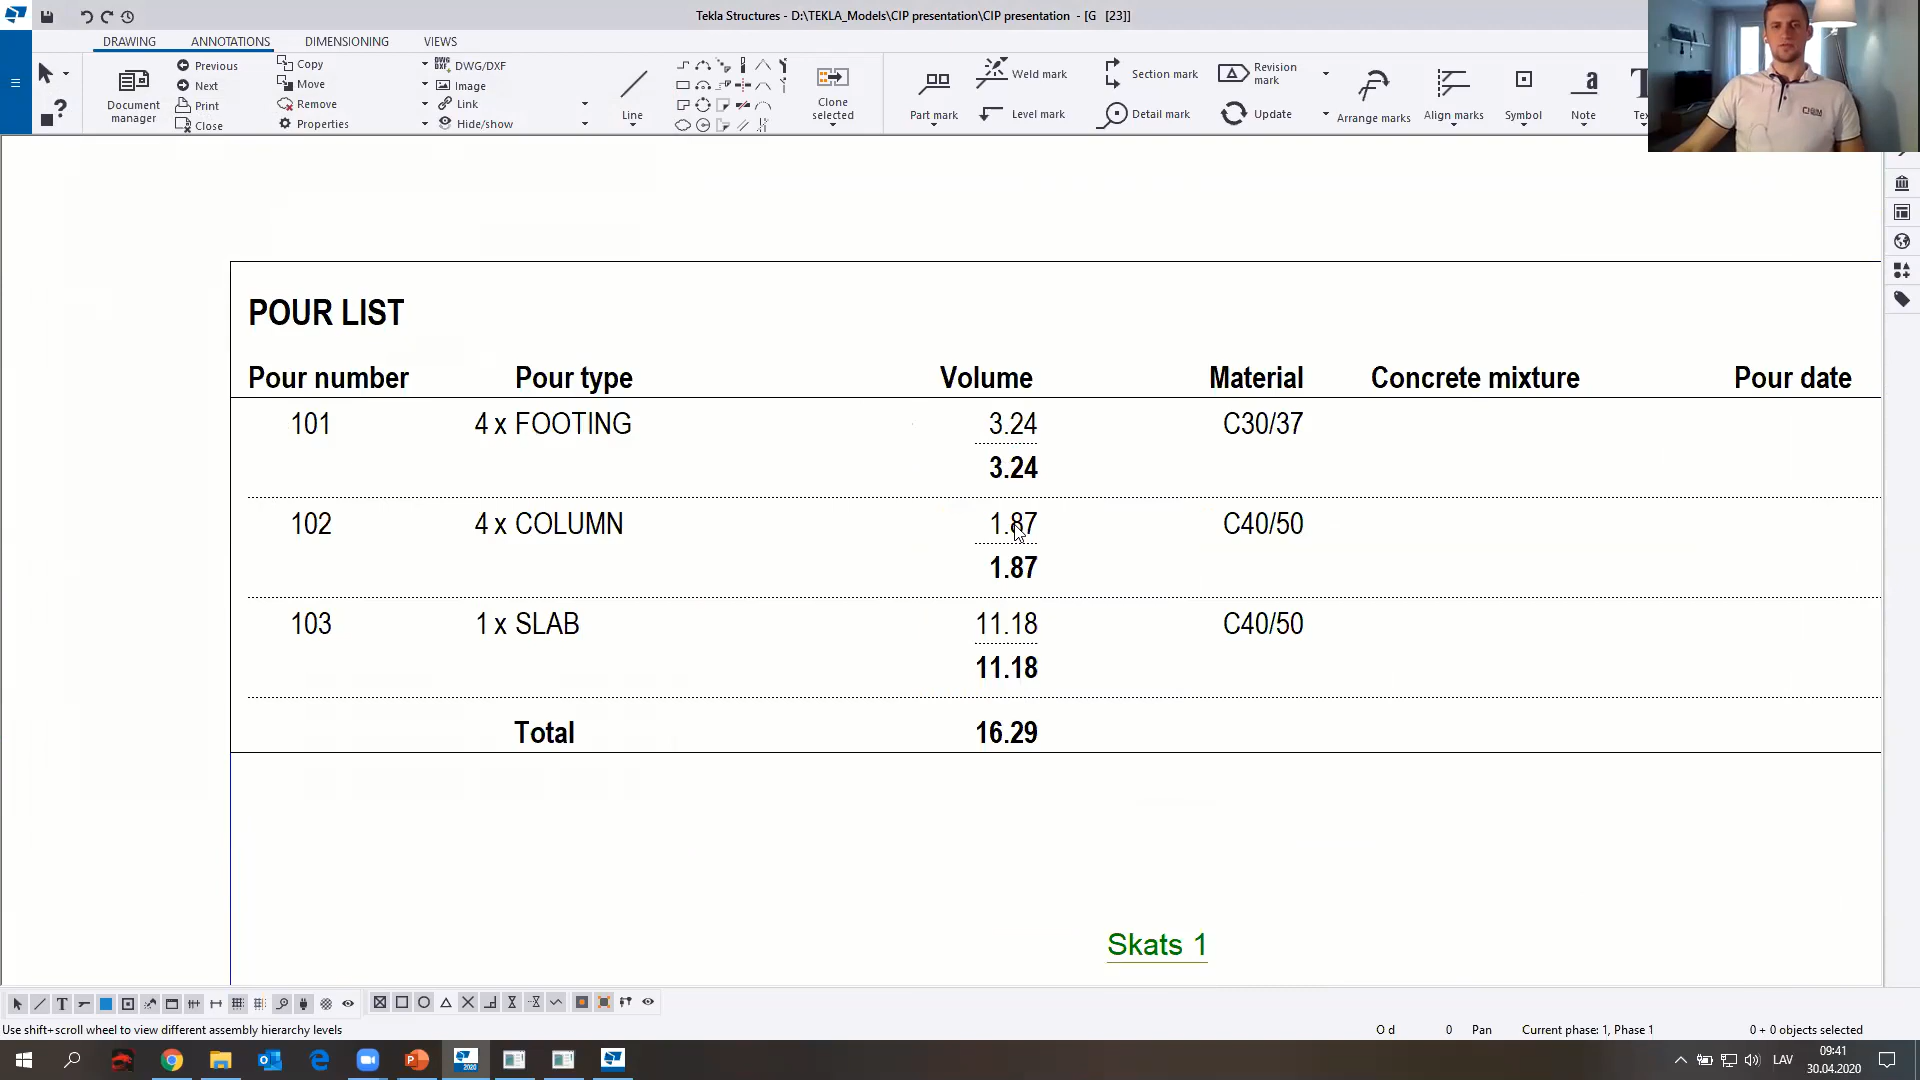 Tekla Structures - D:\TEKLA_Models\CIP presentation\CIP presentation - [G [23]]
DRAWING ANNOTATIONS DIMENSIONING VIEWS
Document manager
Previous
Next
Print
Close
Copy
Move
Remove
Properties
DWG/DXF
Image
Link
Hide/show
Line
Clone selected
Part mark
Weld mark
Level mark
Section mark
Detail mark
Revision mark
Update
Arrange marks
Align marks
Symbol
Note
POUR LIST
Pour number Pour type Volume Material Concrete mixture Pour date
101 4 x FOOTING 3.24 C30/37
3.24
102 4 x COLUMN 1.87 C40/50
1.87
103 1 x SLAB 11.18 C40/50
11.18
Total 16.29
Skats 1
Use shift+scroll wheel to view different assembly hierarchy levels
O d 0 Pan Current phase: 1, Phase 1 0 + 0 objects selected
LAV
09:41
30.04.2020